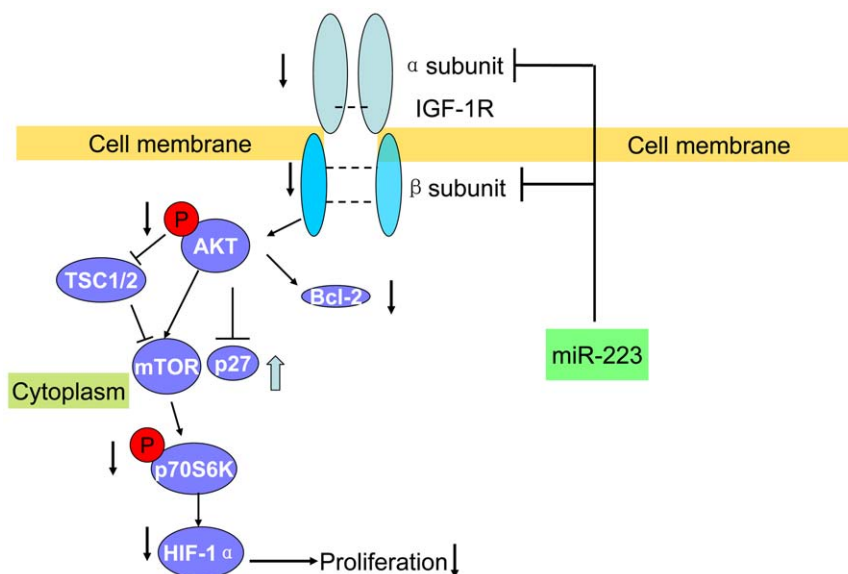 α subunit
IGF-1R
Cell membrane
Cell membrane
β subunit
P
AKT
TSC1/2
Bcl-2
mTOR
p27
miR-223
Cytoplasm
P
p70S6K
HIF-1 α
Proliferation